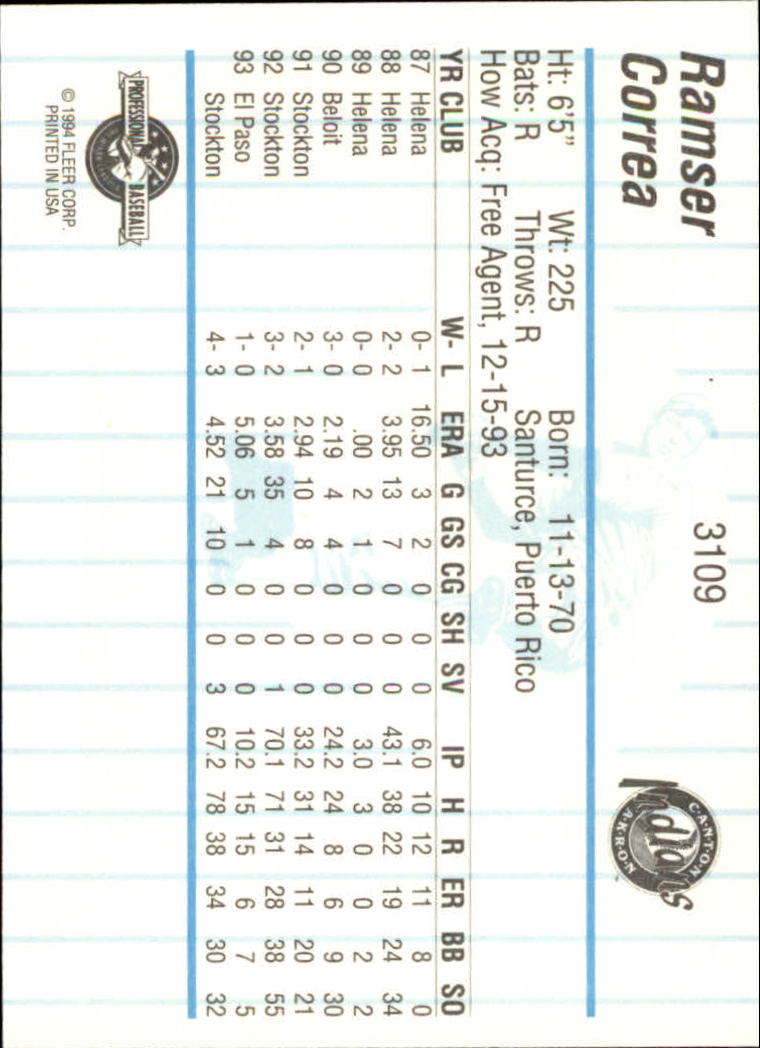 Ramser
Correa
3109
CANTON
Indians
AKRON
Ht: 6'5" Wt: 225 Born: 11-13-70
Bats: R Throws: R Santurce, Puerto Rico
How Acq: Free Agent, 12-15-93
YR CLUB W- L ERA G GS CG SH SV IP H R ER BB SO
87 Helena 0- 1 16.50 3 2 0 0 0 6.0 10 12 11 8 0
88 Helena 2- 2 3.95 13 7 0 0 0 43.1 38 22 19 24 34
89 Helena 0- 0 .00 2 1 0 0 0 3.0 3 0 0 2 2
90 Beloit 3- 0 2.19 4 4 0 0 0 24.2 24 8 6 9 30
91 Stockton 2- 1 2.94 10 8 0 0 0 33.2 31 14 11 20 21
92 Stockton 3- 2 3.58 35 4 0 0 1 70.1 71 31 28 38 55
93 El Paso 1- 0 5.06 5 1 0 0 0 10.2 15 15 6 7 5
Stockton 4- 3 4.52 21 10 0 0 3 67.2 78 38 34 30 32
PROFESSIONAL BASEBALL
© 1994 FLEER CORP.
PRINTED IN USA